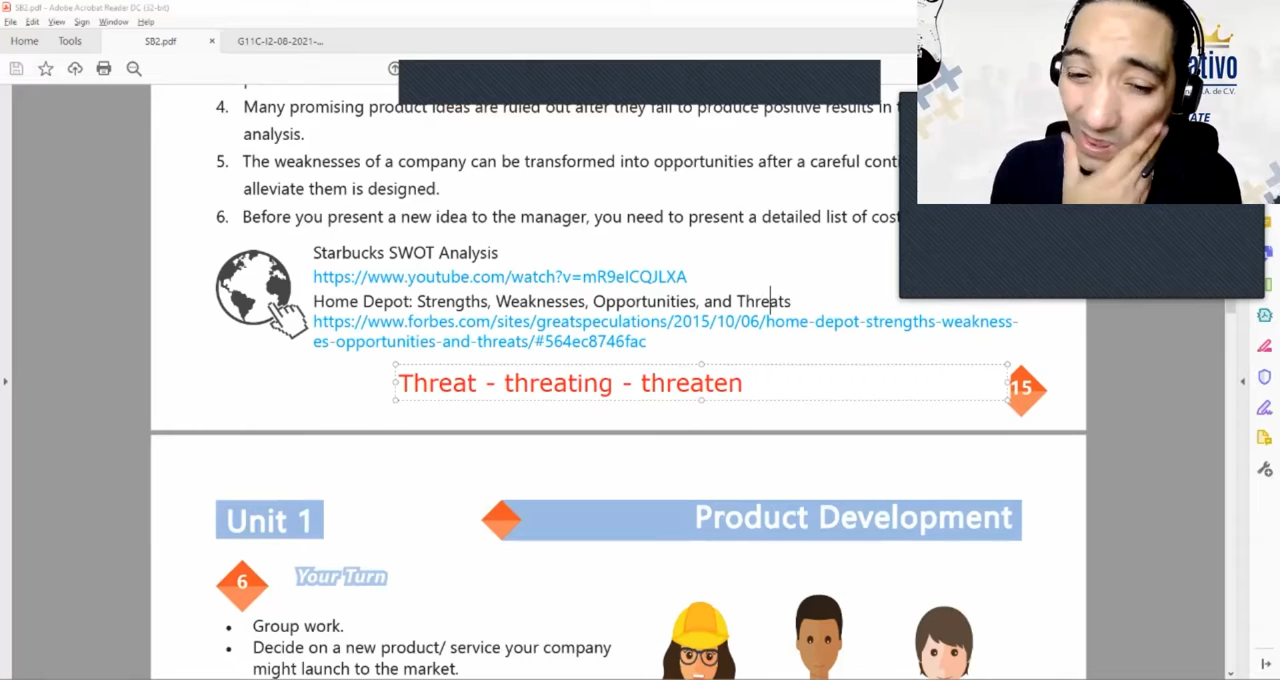 SB2.pdf - Adobe Acrobat Reader DC (32-bit)
File Edit View Sign Window Help
Home Tools SB2.pdf × G11C-I2-08-2021-...
4. Many promising product ideas are ruled out after they fail to produce positive results in
analysis.
5. The weaknesses of a company can be transformed into opportunities after a careful
alleviate them is designed.
6. Before you present a new idea to the manager, you need to present a detailed list of
Starbucks SWOT Analysis
https://www.youtube.com/watch?v=mR9eICQJLXA
Home Depot: Strengths, Weaknesses, Opportunities, and Threats
https://www.forbes.com/sites/greatspeculations/2015/10/06/home-depot-strengths-weakness-
es-opportunities-and-threats/#564ec8746fac
Threat - threating - threaten
15
Unit 1
Product Development
6 Your Turn
• Group work.
• Decide on a new product/ service your company
might launch to the market.